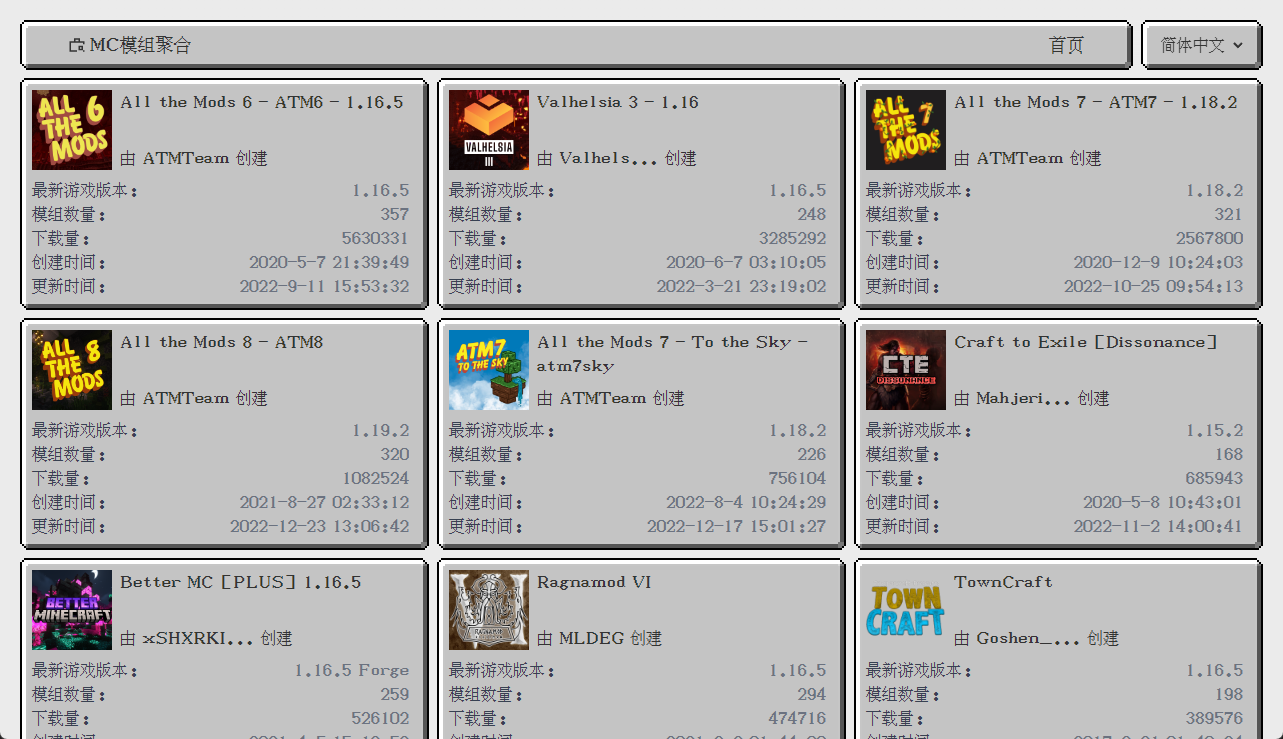 MC模组聚合
首页
简体中文
ALL THE MODS 6
All the Mods 6 - ATM6 - 1.16.5
由 ATMTeam 创建
最新游戏版本: 1.16.5
模组数量: 357
下载量: 5630331
创建时间: 2020-5-7 21:39:49
更新时间: 2022-9-11 15:53:32
VALHELSIA
III
Valhelsia 3 - 1.16
由 Valhels... 创建
最新游戏版本: 1.16.5
模组数量: 248
下载量: 3285292
创建时间: 2020-6-7 03:10:05
更新时间: 2022-3-21 23:19:02
ALL THE MODS 7
All the Mods 7 - ATM7 - 1.18.2
由 ATMTeam 创建
最新游戏版本: 1.18.2
模组数量: 321
下载量: 2567800
创建时间: 2020-12-9 10:24:03
更新时间: 2022-10-25 09:54:13
ALL THE MODS 8
All the Mods 8 - ATM8
由 ATMTeam 创建
最新游戏版本: 1.19.2
模组数量: 320
下载量: 1082524
创建时间: 2021-8-27 02:33:12
更新时间: 2022-12-23 13:06:42
ATM7
TO THE SKY
All the Mods 7 - To the Sky -
atm7sky
由 ATMTeam 创建
最新游戏版本: 1.18.2
模组数量: 226
下载量: 756104
创建时间: 2022-8-4 10:24:29
更新时间: 2022-12-17 15:01:27
CTE
DISSONANCE
Craft to Exile [Dissonance]
由 Mahjeri... 创建
最新游戏版本: 1.15.2
模组数量: 168
下载量: 685943
创建时间: 2020-5-8 10:43:01
更新时间: 2022-11-2 14:00:41
BETTER
MINECRAFT
Better MC [PLUS] 1.16.5
由 xSHXRKI... 创建
最新游戏版本: 1.16.5 Forge
模组数量: 259
下载量: 526102
RAGNAMOD
Ragnamod VI
由 MLDEG 创建
最新游戏版本: 1.16.5
模组数量: 294
下载量: 474716
TOWN
CRAFT
TownCraft
由 Goshen_... 创建
最新游戏版本: 1.16.5
模组数量: 198
下载量: 389576